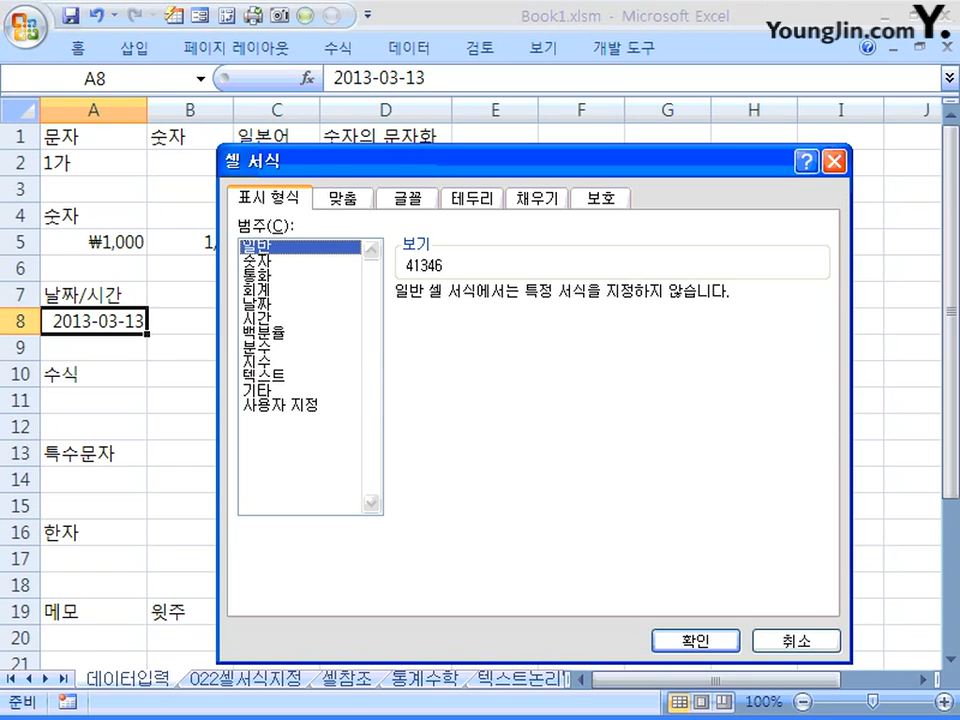 Book1.xlsm - Microsoft Excel
YoungJin.com Y.
홈 삽입 페이지 레이아웃 수식 데이터 검토 보기 개발 도구
A8 fx 2013-03-13
A B C D E F G H I J
1 문자 숫자 일본어 숫자의 문자화
2 1가
3
4 숫자
5 ₩1,000 1,
6
7 날짜/시간
8 2013-03-13
9
10 수식
11
12
13 특수문자
14
15
16 한자
17
18
19 메모 윗주
20
21
셀 서식
표시 형식 맞춤 글꼴 테두리 채우기 보호
범주(C):
일반
숫자
통화
회계
날짜
시간
백분율
분수
지수
텍스트
기타
사용자 지정
보기
41346
일반 셀 서식에서는 특정 서식을 지정하지 않습니다.
확인 취소
데이터입력 022셀서식지정 셀참조 통계수학 텍스트논리
준비 100%